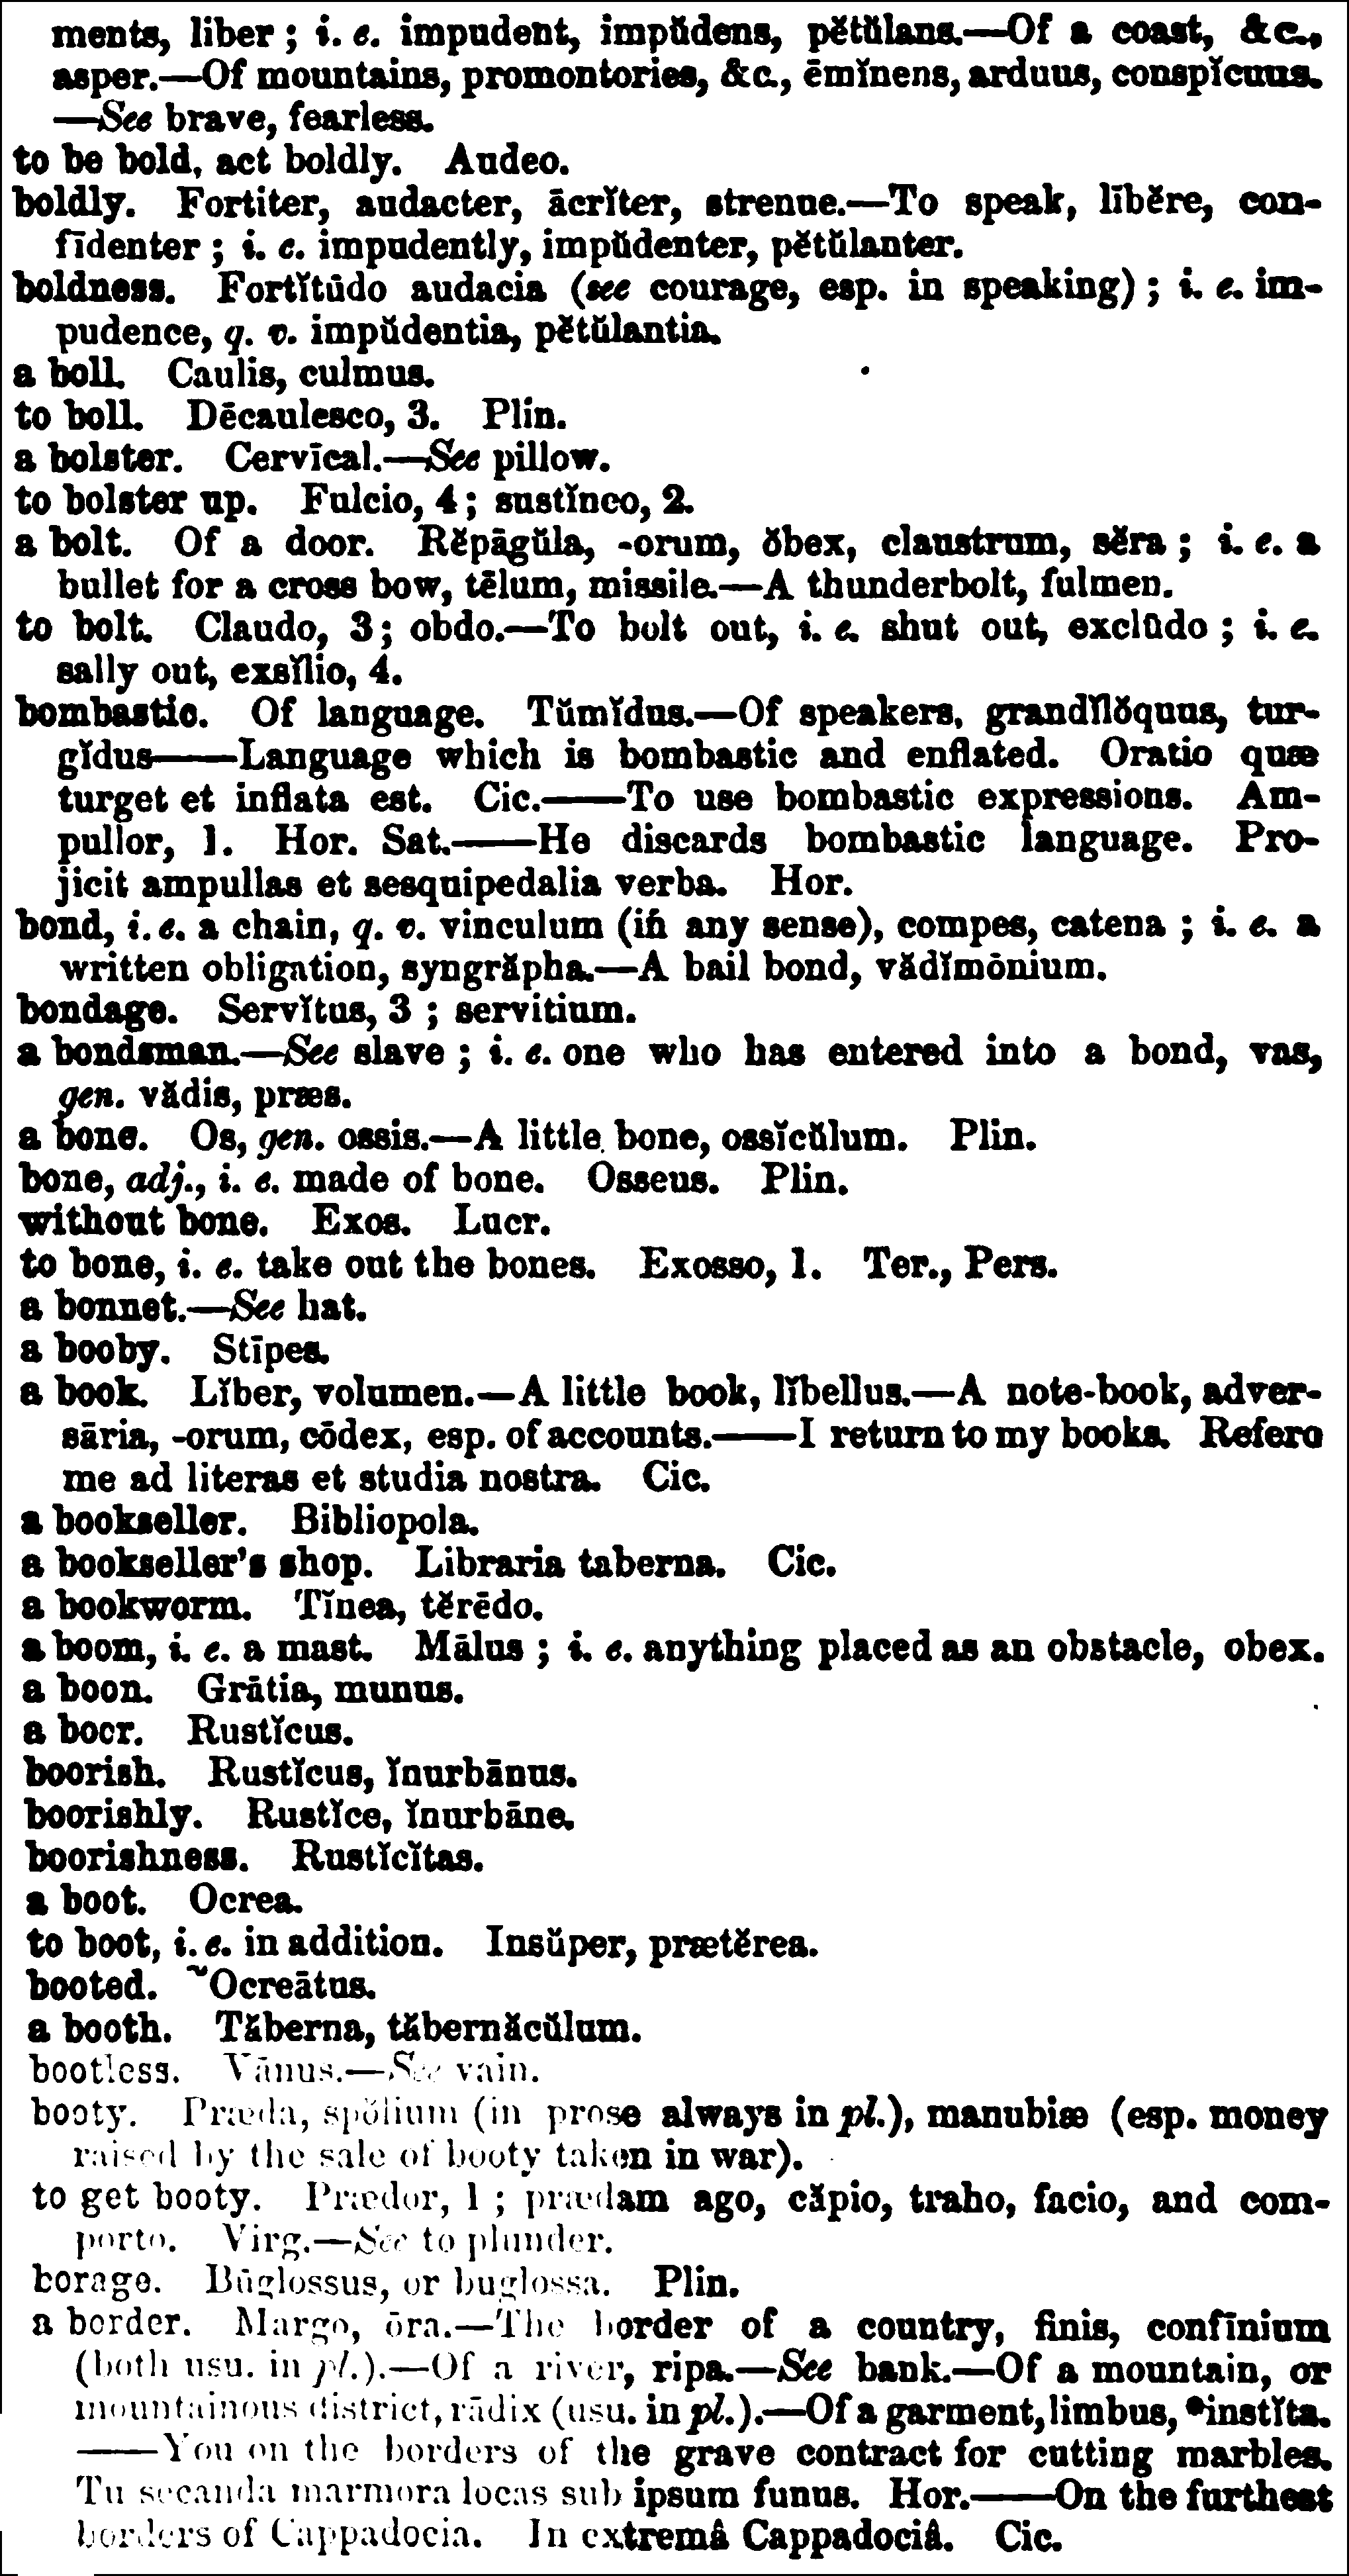 ments, liber ; i. e. impudent, impŭdens, pĕtŭlans.—Of a coast, &c.,
asper.—Of mountains, promontories, &c., ēmĭnens, arduus, conspĭcuus.
—See brave, fearless.
to be bold, act boldly. Audeo.
boldly. Fortiter, audacter, ācrĭter, strenue.—To speak, lībĕre, con-
fīdenter ; i. e. impudently, impŭdenter, pĕtŭlanter.
boldness. Fortĭtūdo audacia (see courage, esp. in speaking) ; i. e. im-
pudence, q. v. impŭdentia, pĕtŭlantia.
a boll. Caulis, culmus.
to boll. Dēcaulesco, 3. Plin.
a bolster. Cervīcal.—See pillow.
to bolster up. Fulcio, 4 ; sustĭneo, 2.
a bolt. Of a door. Rĕpāgŭla, -orum, ŏbex, claustrum, sĕra ; i. e. a
bullet for a cross bow, tēlum, missile.—A thunderbolt, fulmen.
to bolt. Claudo, 3 ; obdo.—To bolt out, i. e. shut out, exclūdo ; i. e.
sally out, exsĭlio, 4.
bombastic. Of language. Tŭmĭdus.—Of speakers, grandĭlŏquus, tur-
gĭdus——Language which is bombastic and enflated. Oratio quæ
turget et inflata est. Cic.——To use bombastic expressions. Am-
pullor, 1. Hor. Sat.——He discards bombastic language. Pro-
jicit ampullas et sesquipedalia verba. Hor.
bond, i. e. a chain, q. v. vinculum (in any sense), compes, catena ; i. e. a
written obligation, syngrăpha.—A bail bond, vădĭmōnium.
bondage. Servĭtus, 3 ; servitium.
a bondsman.—See slave ; i. e. one who has entered into a bond, vas,
gen. vădis, præs.
a bone. Os, gen. ossis.—A little bone, ossĭcŭlum. Plin.
bone, adj., i. e. made of bone. Osseus. Plin.
without bone. Exos. Lucr.
to bone, i. e. take out the bones. Exosso, 1. Ter., Pers.
a bonnet.—See hat.
a booby. Stīpes.
a book. Lĭber, volumen.—A little book, lĭbellus.—A note-book, adver-
sāria, -orum, cōdex, esp. of accounts.——I return to my books. Refero
me ad literas et studia nostra. Cic.
a bookseller. Bibliopola.
a bookseller's shop. Libraria taberna. Cic.
a bookworm. Tĭnea, tĕrēdo.
a boom, i. e. a mast. Mālus ; i. e. anything placed as an obstacle, obex.
a boon. Grātia, munus.
a boor. Rustĭcus.
boorish. Rustĭcus, ĭnurbānus.
boorishly. Rustĭce, ĭnurbāne.
boorishness. Rustĭcĭtas.
a boot. Ocrea.
to boot, i. e. in addition. Insŭper, prætĕrea.
booted. ˜Ocreātus.
a booth. Tăberna, tăbernācŭlum.
bootless. Vānus.—See vain.
booty. Præda, spŏlium (in prose always in pl.), manubiæ (esp. money
raised by the sale of booty taken in war).
to get booty. Prædor, 1 ; prædam ago, căpio, traho, facio, and com-
porto. Virg.—See to plunder.
borage. Būglossus, or buglossa. Plin.
a border. Margo, ōra.—The border of a country, finis, confīnium
(both usu. in pl.).—Of a river, ripa.—See bank.—Of a mountain, or
mountainous district, rādix (usu. in pl.).—Of a garment, limbus, *instĭta.
——You on the borders of the grave contract for cutting marbles.
Tu secanda marmora locas sub ipsum funus. Hor.——On the furthest
borders of Cappadocia. In extremâ Cappadociâ. Cic.